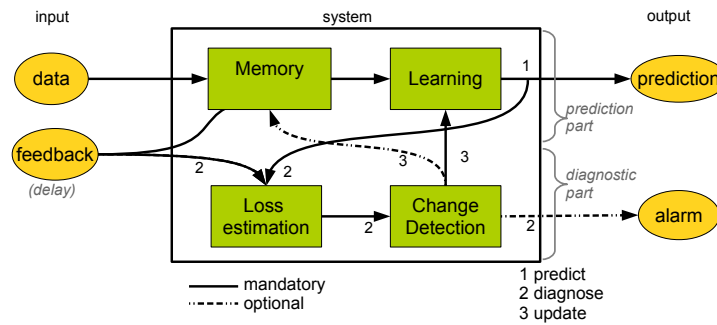 input
system
output
data
Memory
Learning
1
prediction
prediction
part
feedback
(delay)
2
2
3
3
diagnostic
part
Loss
estimation
2
Change
Detection
2
alarm
mandatory
optional
1 predict
2 diagnose
3 update